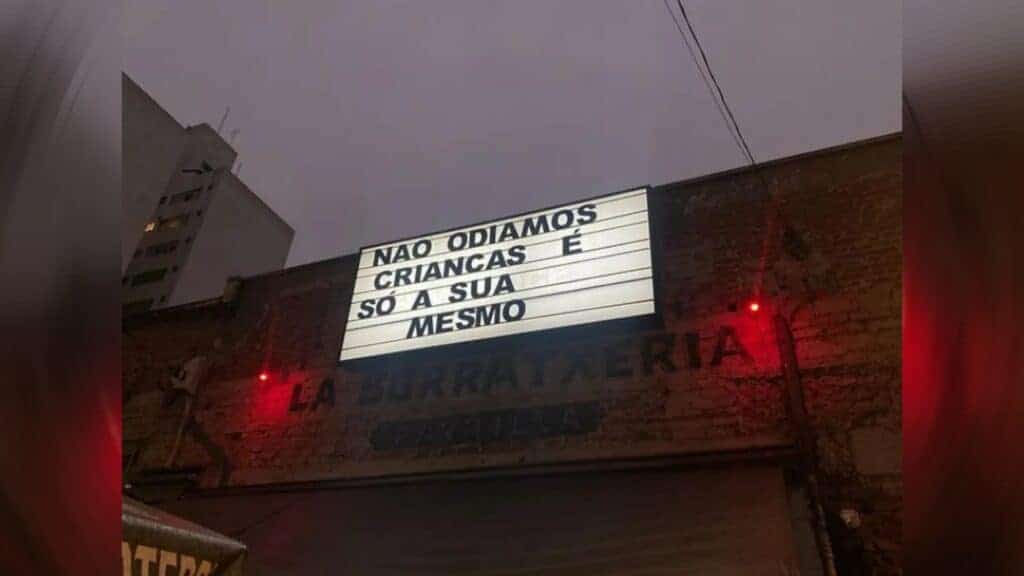 NAO ODIAMOS
CRIANCAS É
SÓ A SUA
MESMO
LA BURRATXERIA